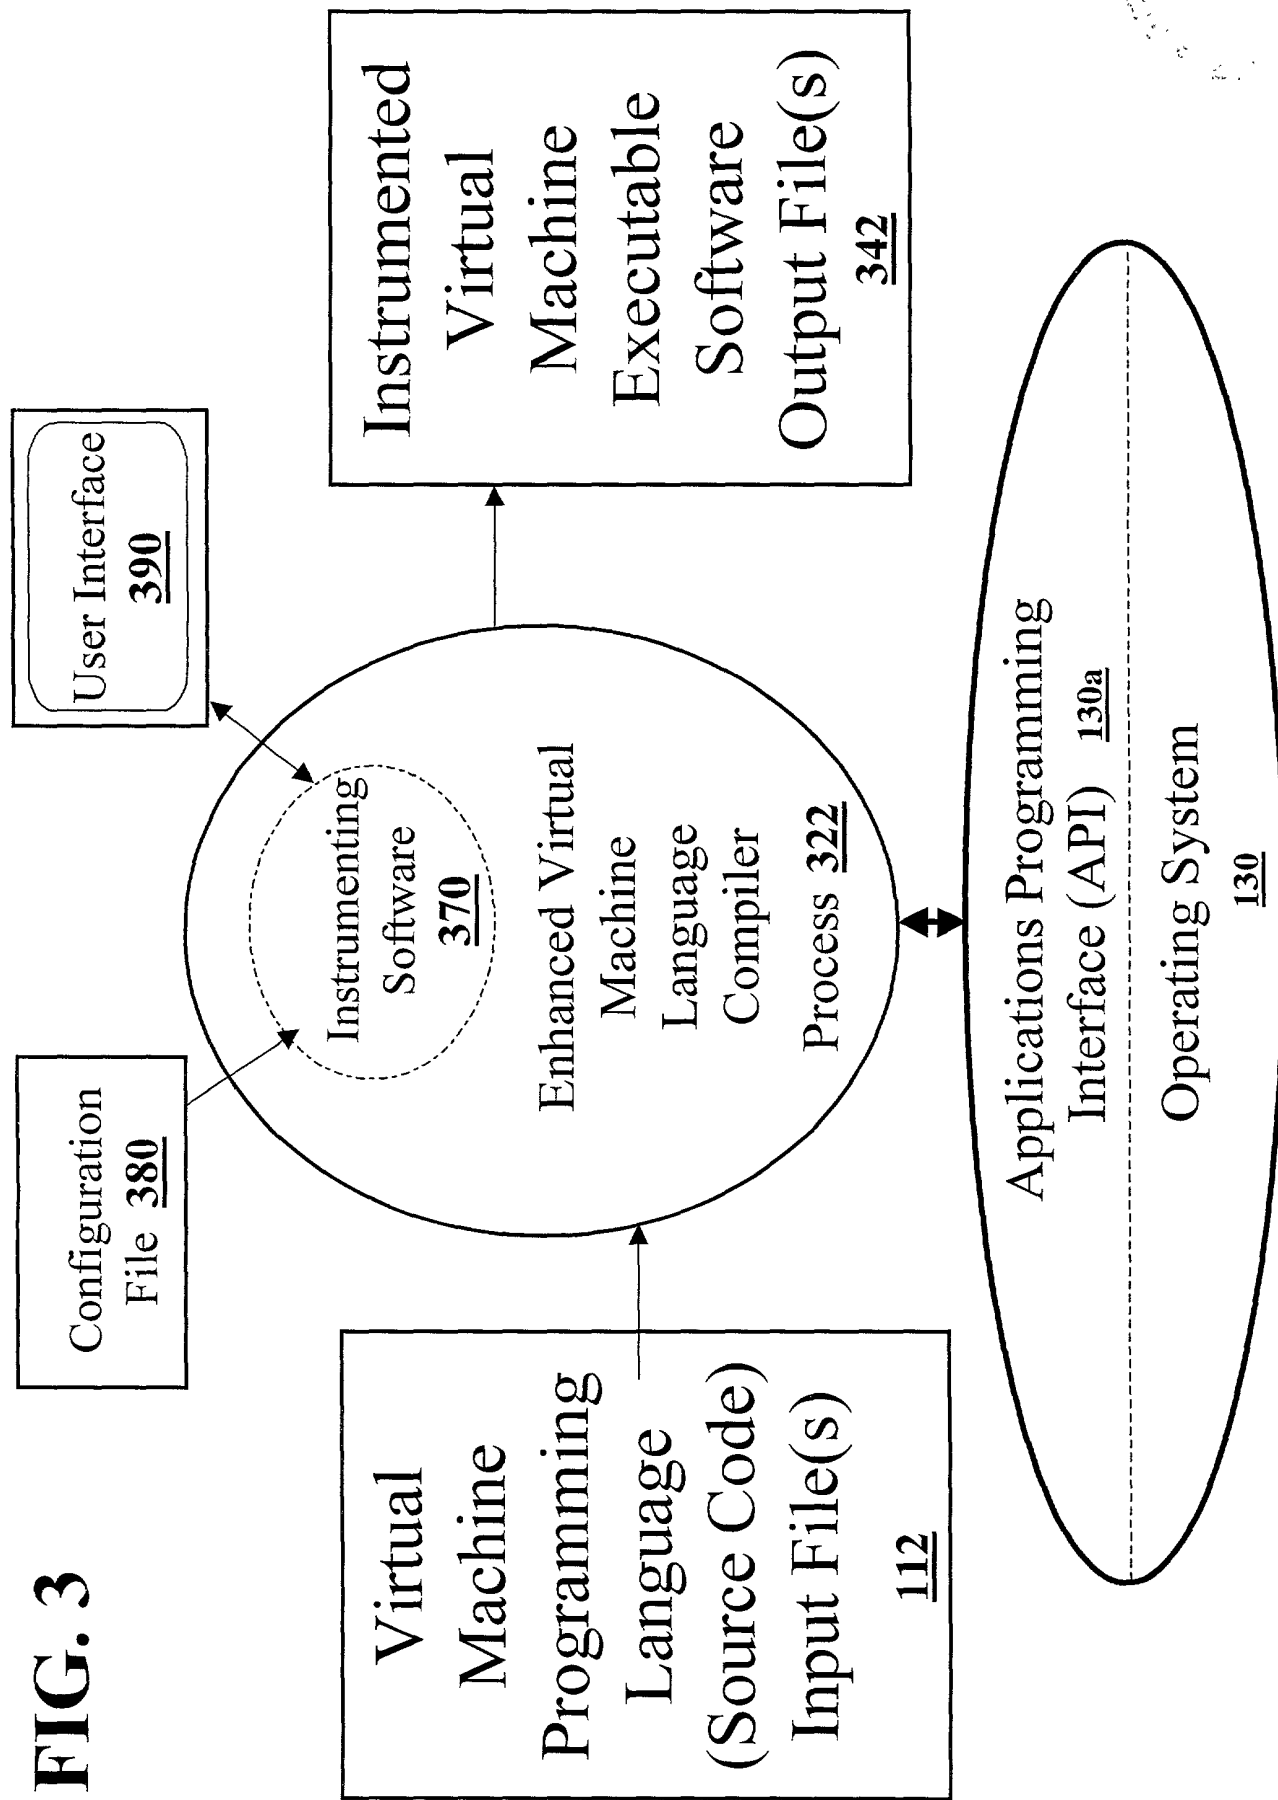 FIG. 3
Configuration
File 380
User Interface
390
Virtual
Machine
Programming
Language
(Source Code)
Input File(s)
112
Instrumenting
Software
370
Enhanced Virtual
Machine
Language
Compiler
Process 322
Instrumented
Virtual
Machine
Executable
Software
Output File(s)
342
Applications Programming
Interface (API) 130a
Operating System
130